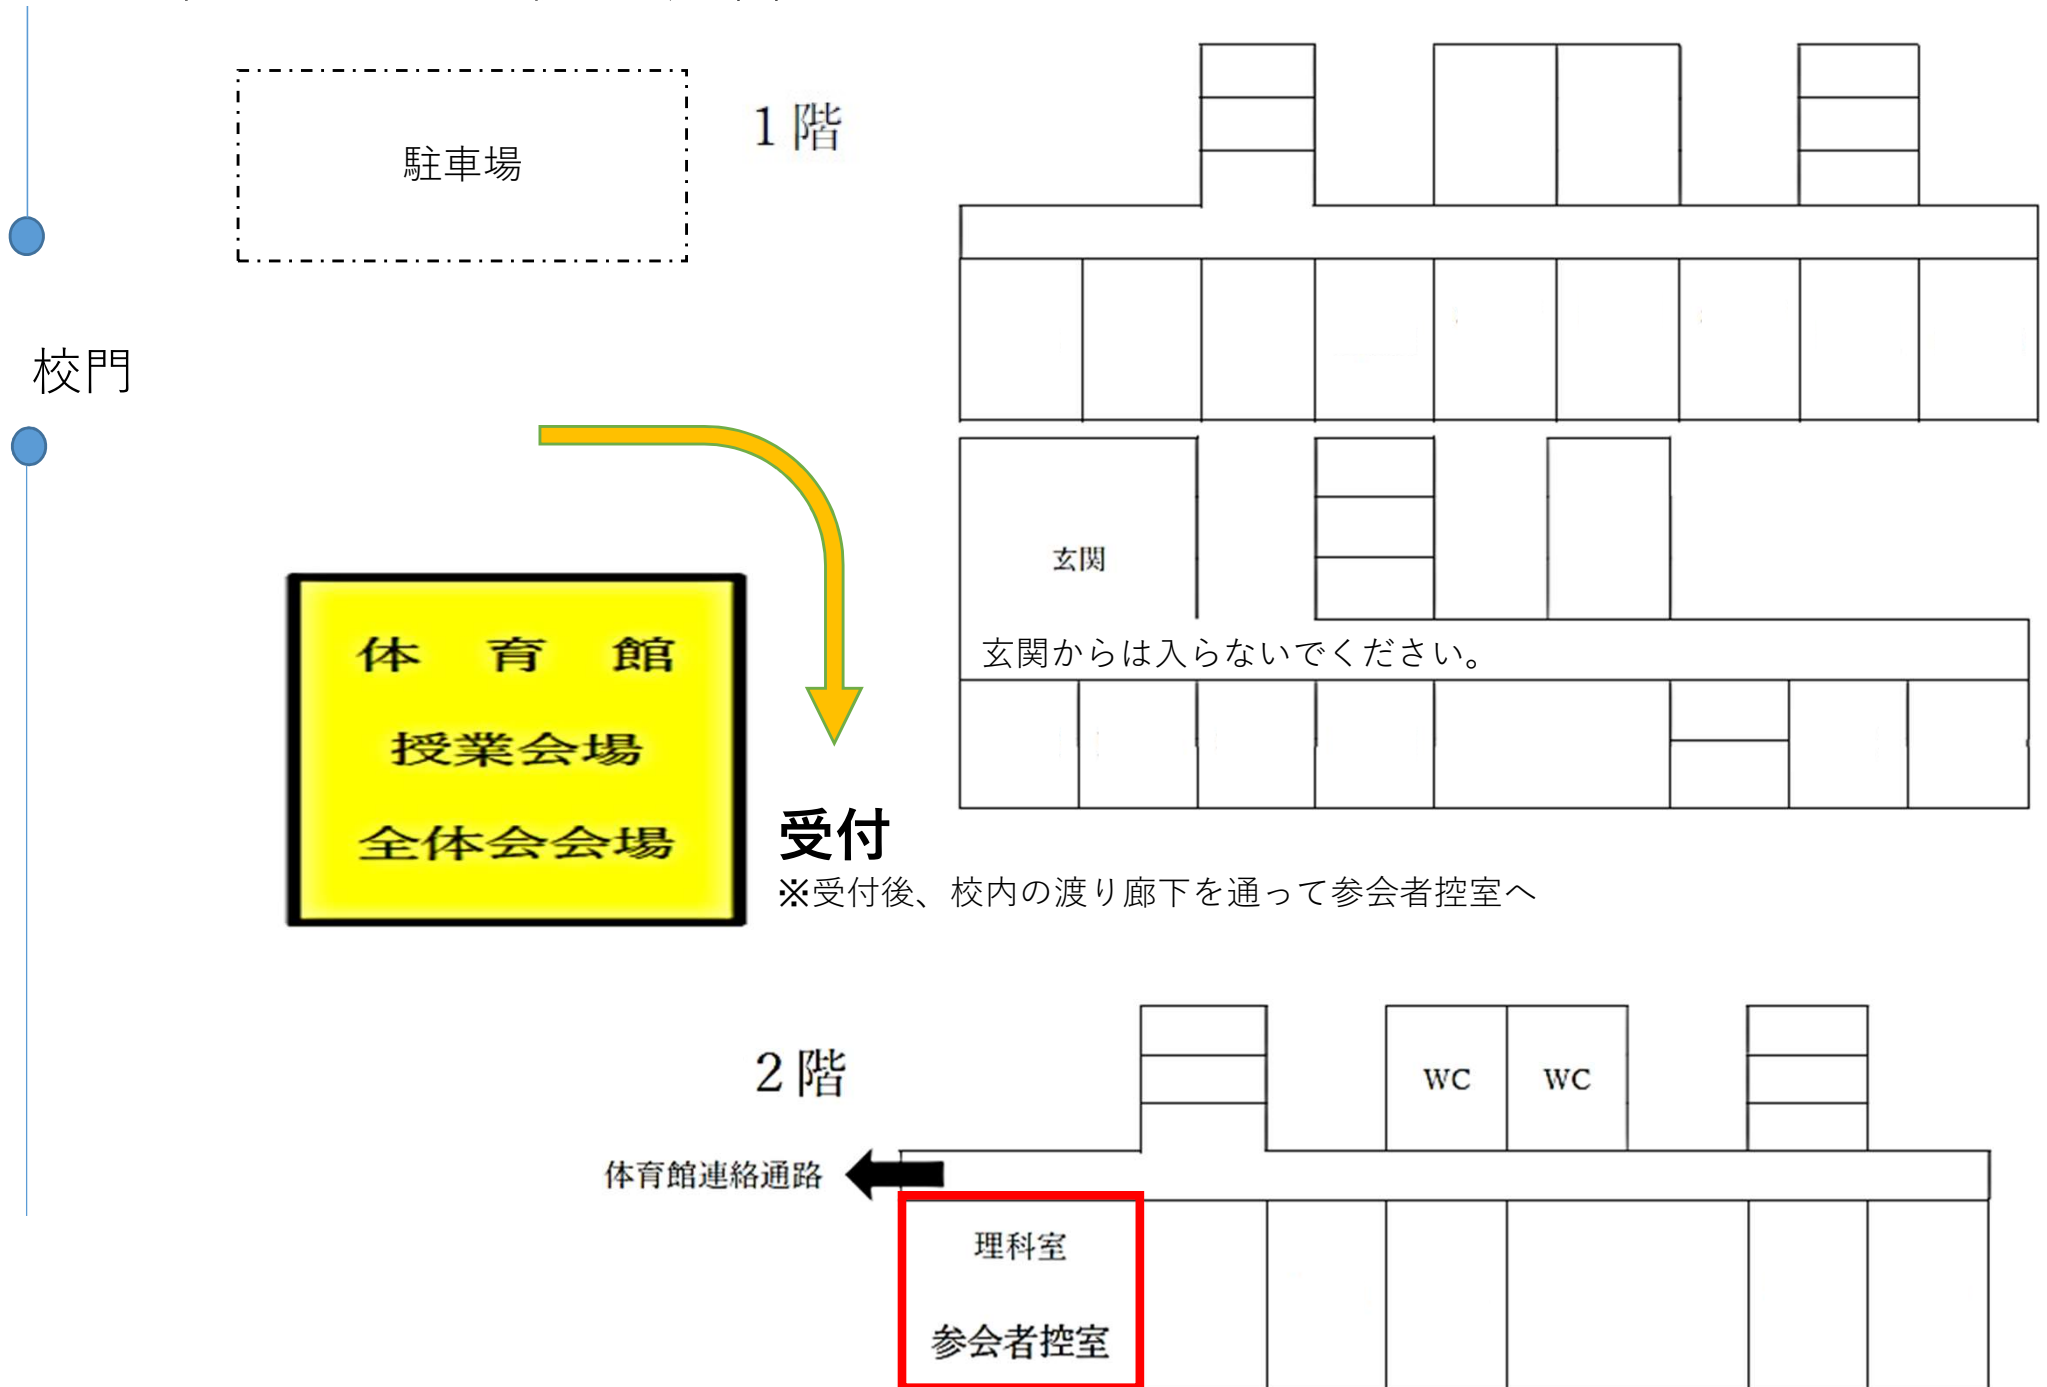 駐車場
1階
校門
玄関
玄関からは入らないでください。
体育館
授業会場
全体会会場
受付
※受付後、校内の渡り廊下を通って参会者控室へ
2階
WC
WC
体育館連絡通路
理科室
参会者控室